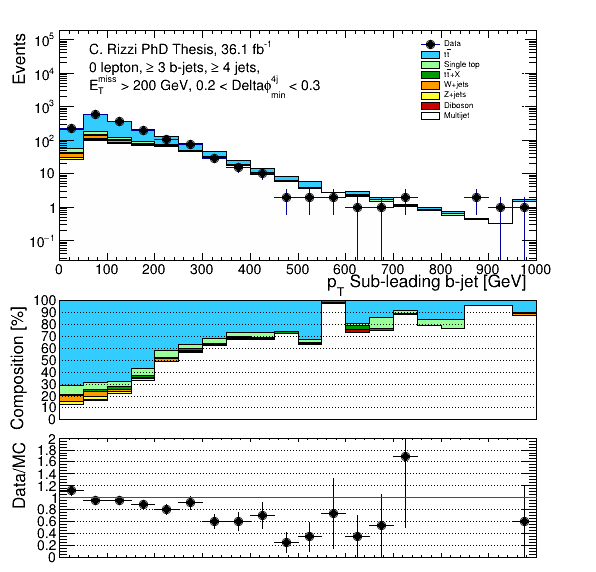 Events
10⁵
10⁴
10³
10²
10
1
10⁻¹
C. Rizzi PhD Thesis, 36.1 fb⁻¹
0 lepton, ≥ 3 b-jets, ≥ 4 jets,
E_T^miss > 200 GeV, 0.2 < Deltaϕ_min^4j < 0.3
Data
tt̄
Single top
tt̄+X
W+jets
Z+jets
Diboson
Multijet
0 100 200 300 400 500 600 700 800 900 1000
p_T Sub-leading b-jet [GeV]
Composition [%]
100
90
80
70
60
50
40
30
20
10
0
Data/MC
2
1.8
1.6
1.4
1.2
1
0.8
0.6
0.4
0.2
0